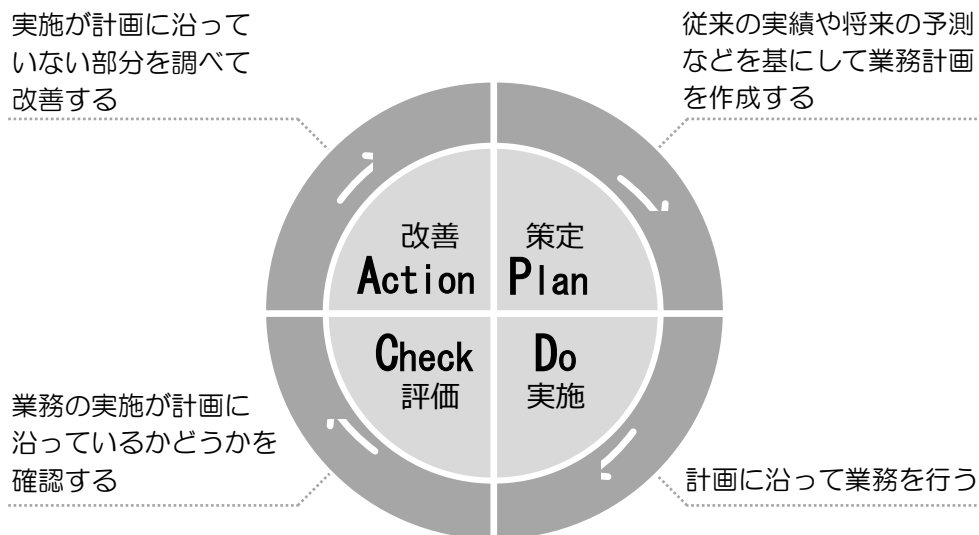 実施が計画に沿って
いない部分を調べて
改善する
従来の実績や将来の予測
などを基にして業務計画
を作成する
改善
Action
策定
Plan
Check
評価
Do
実施
業務の実施が計画に
沿っているかどうかを
確認する
計画に沿って業務を行う